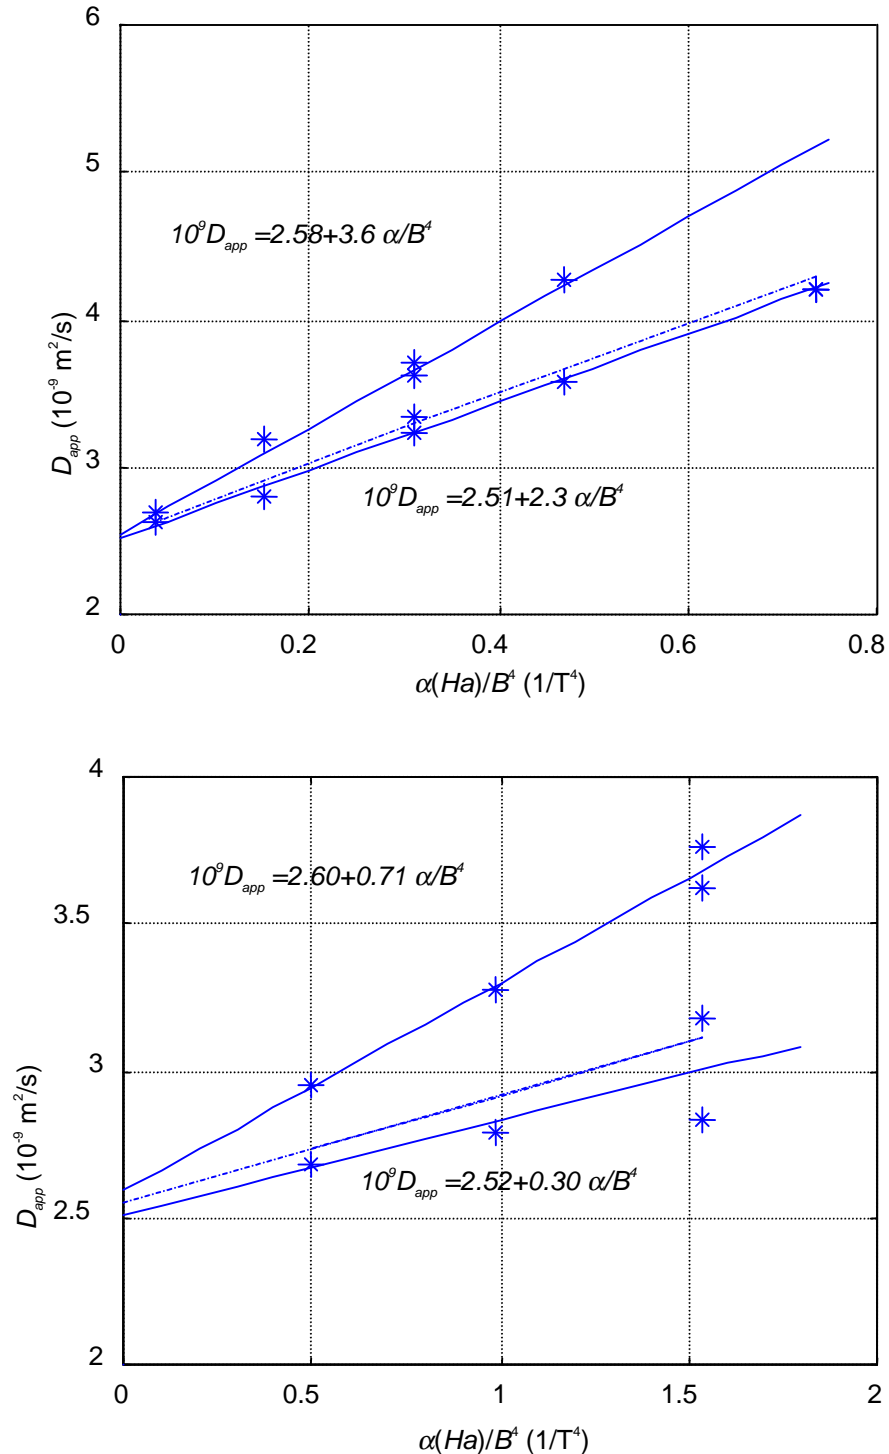 6
5
10⁹D_app =2.58+3.6 α/B⁴
4
D_app (10⁻⁹ m²/s)
3
10⁹D_app =2.51+2.3 α/B⁴
2
0 0.2 0.4 0.6 0.8
α(Ha)/B⁴ (1/T⁴)
4
10⁹D_app =2.60+0.71 α/B⁴
3.5
D_app (10⁻⁹ m²/s)
3
10⁹D_app =2.52+0.30 α/B⁴
2.5
2
0 0.5 1 1.5 2
α(Ha)/B⁴ (1/T⁴)